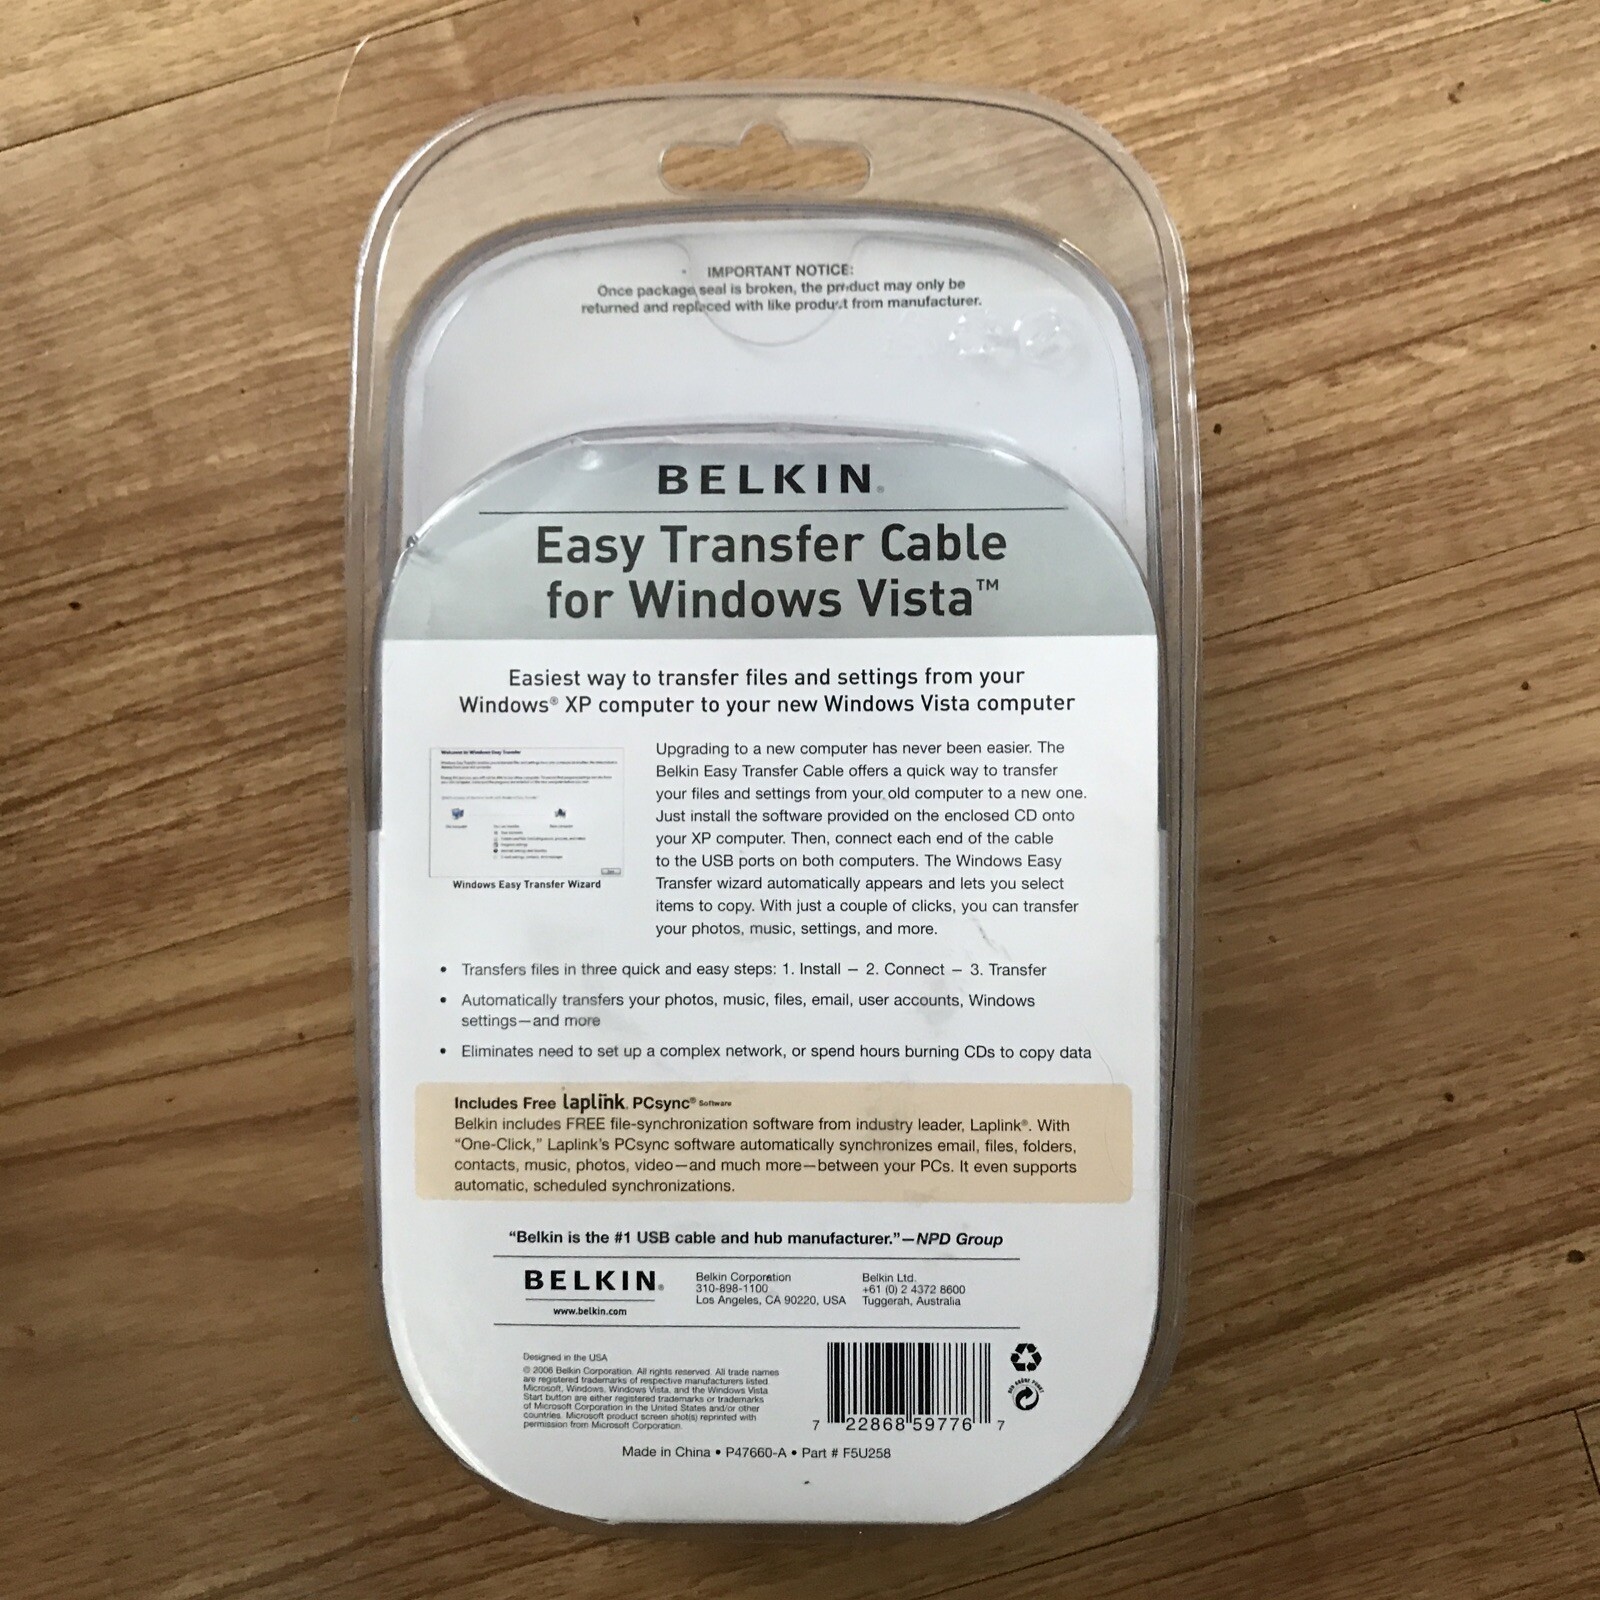 IMPORTANT NOTICE:
Once package seal is broken, the product may only be
returned and replaced with like product from manufacturer.
BELKIN®
Easy Transfer Cable
for Windows Vista™
Easiest way to transfer files and settings from your
Windows® XP computer to your new Windows Vista computer
Welcome to Windows Easy Transfer
Windows Easy Transfer Wizard
Upgrading to a new computer has never been easier. The
Belkin Easy Transfer Cable offers a quick way to transfer
your files and settings from your old computer to a new one.
Just install the software provided on the enclosed CD onto
your XP computer. Then, connect each end of the cable
to the USB ports on both computers. The Windows Easy
Transfer wizard automatically appears and lets you select
items to copy. With just a couple of clicks, you can transfer
your photos, music, settings, and more.
• Transfers files in three quick and easy steps: 1. Install – 2. Connect – 3. Transfer
• Automatically transfers your photos, music, files, email, user accounts, Windows
settings—and more
• Eliminates need to set up a complex network, or spend hours burning CDs to copy data
Includes Free Laplink. PCsync® Software
Belkin includes FREE file-synchronization software from industry leader, Laplink®. With
“One-Click,” Laplink's PCsync software automatically synchronizes email, files, folders,
contacts, music, photos, video—and much more—between your PCs. It even supports
automatic, scheduled synchronizations.
“Belkin is the #1 USB cable and hub manufacturer.”—NPD Group
BELKIN®
www.belkin.com
Belkin Corporation
310-898-1100
Los Angeles, CA 90220, USA
Belkin Ltd.
+61 (0) 2 4372 8600
Tuggerah, Australia
Designed in the USA
© 2006 Belkin Corporation. All rights reserved. All trade names
are registered trademarks of respective manufacturers listed.
Microsoft, Windows, Windows Vista, and the Windows Vista
Start button are either registered trademarks or trademarks
of Microsoft Corporation in the United States and/or other
countries. Microsoft product screen shot(s) reprinted with
permission from Microsoft Corporation.
7 22868 59776 7
Made in China • P47660-A • Part # F5U258